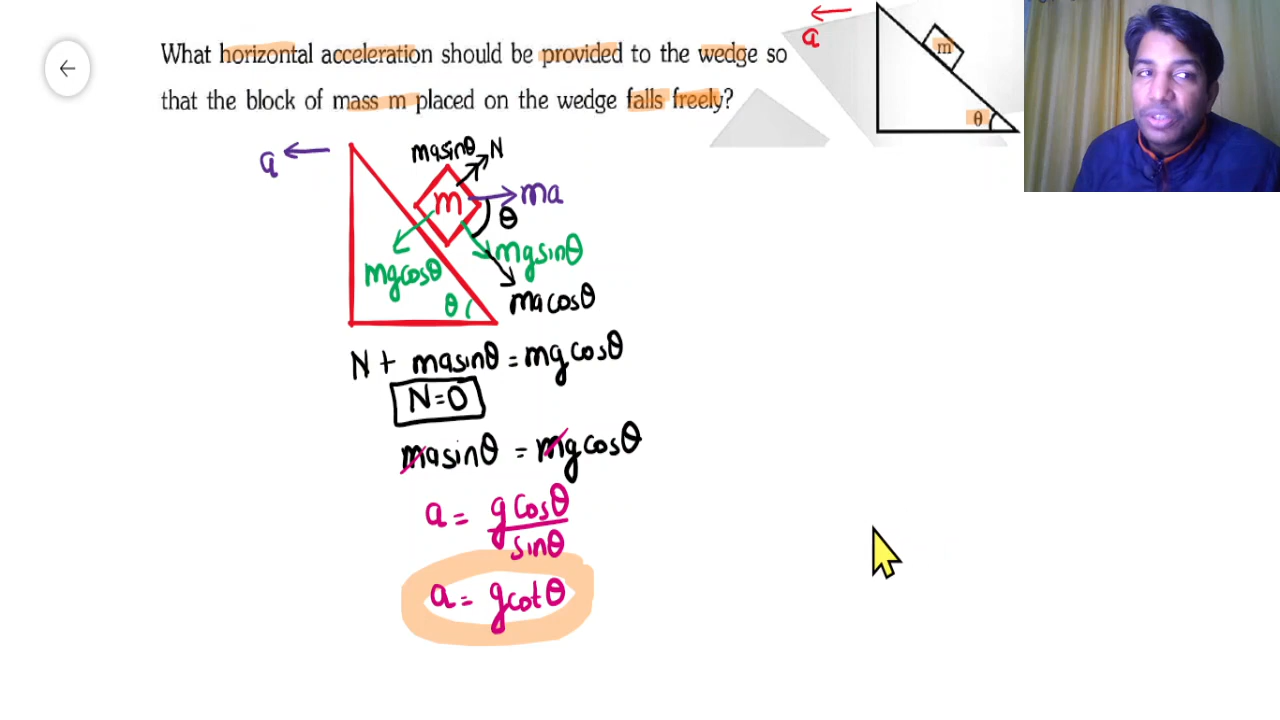 What horizontal acceleration should be provided to the wedge so
that the block of mass m placed on the wedge falls freely?
a
m
θ
a
masinθ
N
m
ma
θ
mgsinθ
mgcosθ
θ
macosθ
N + masinθ = mgcosθ
N=0
masinθ = mgcosθ
a = gcosθ
sinθ
a = gcotθ